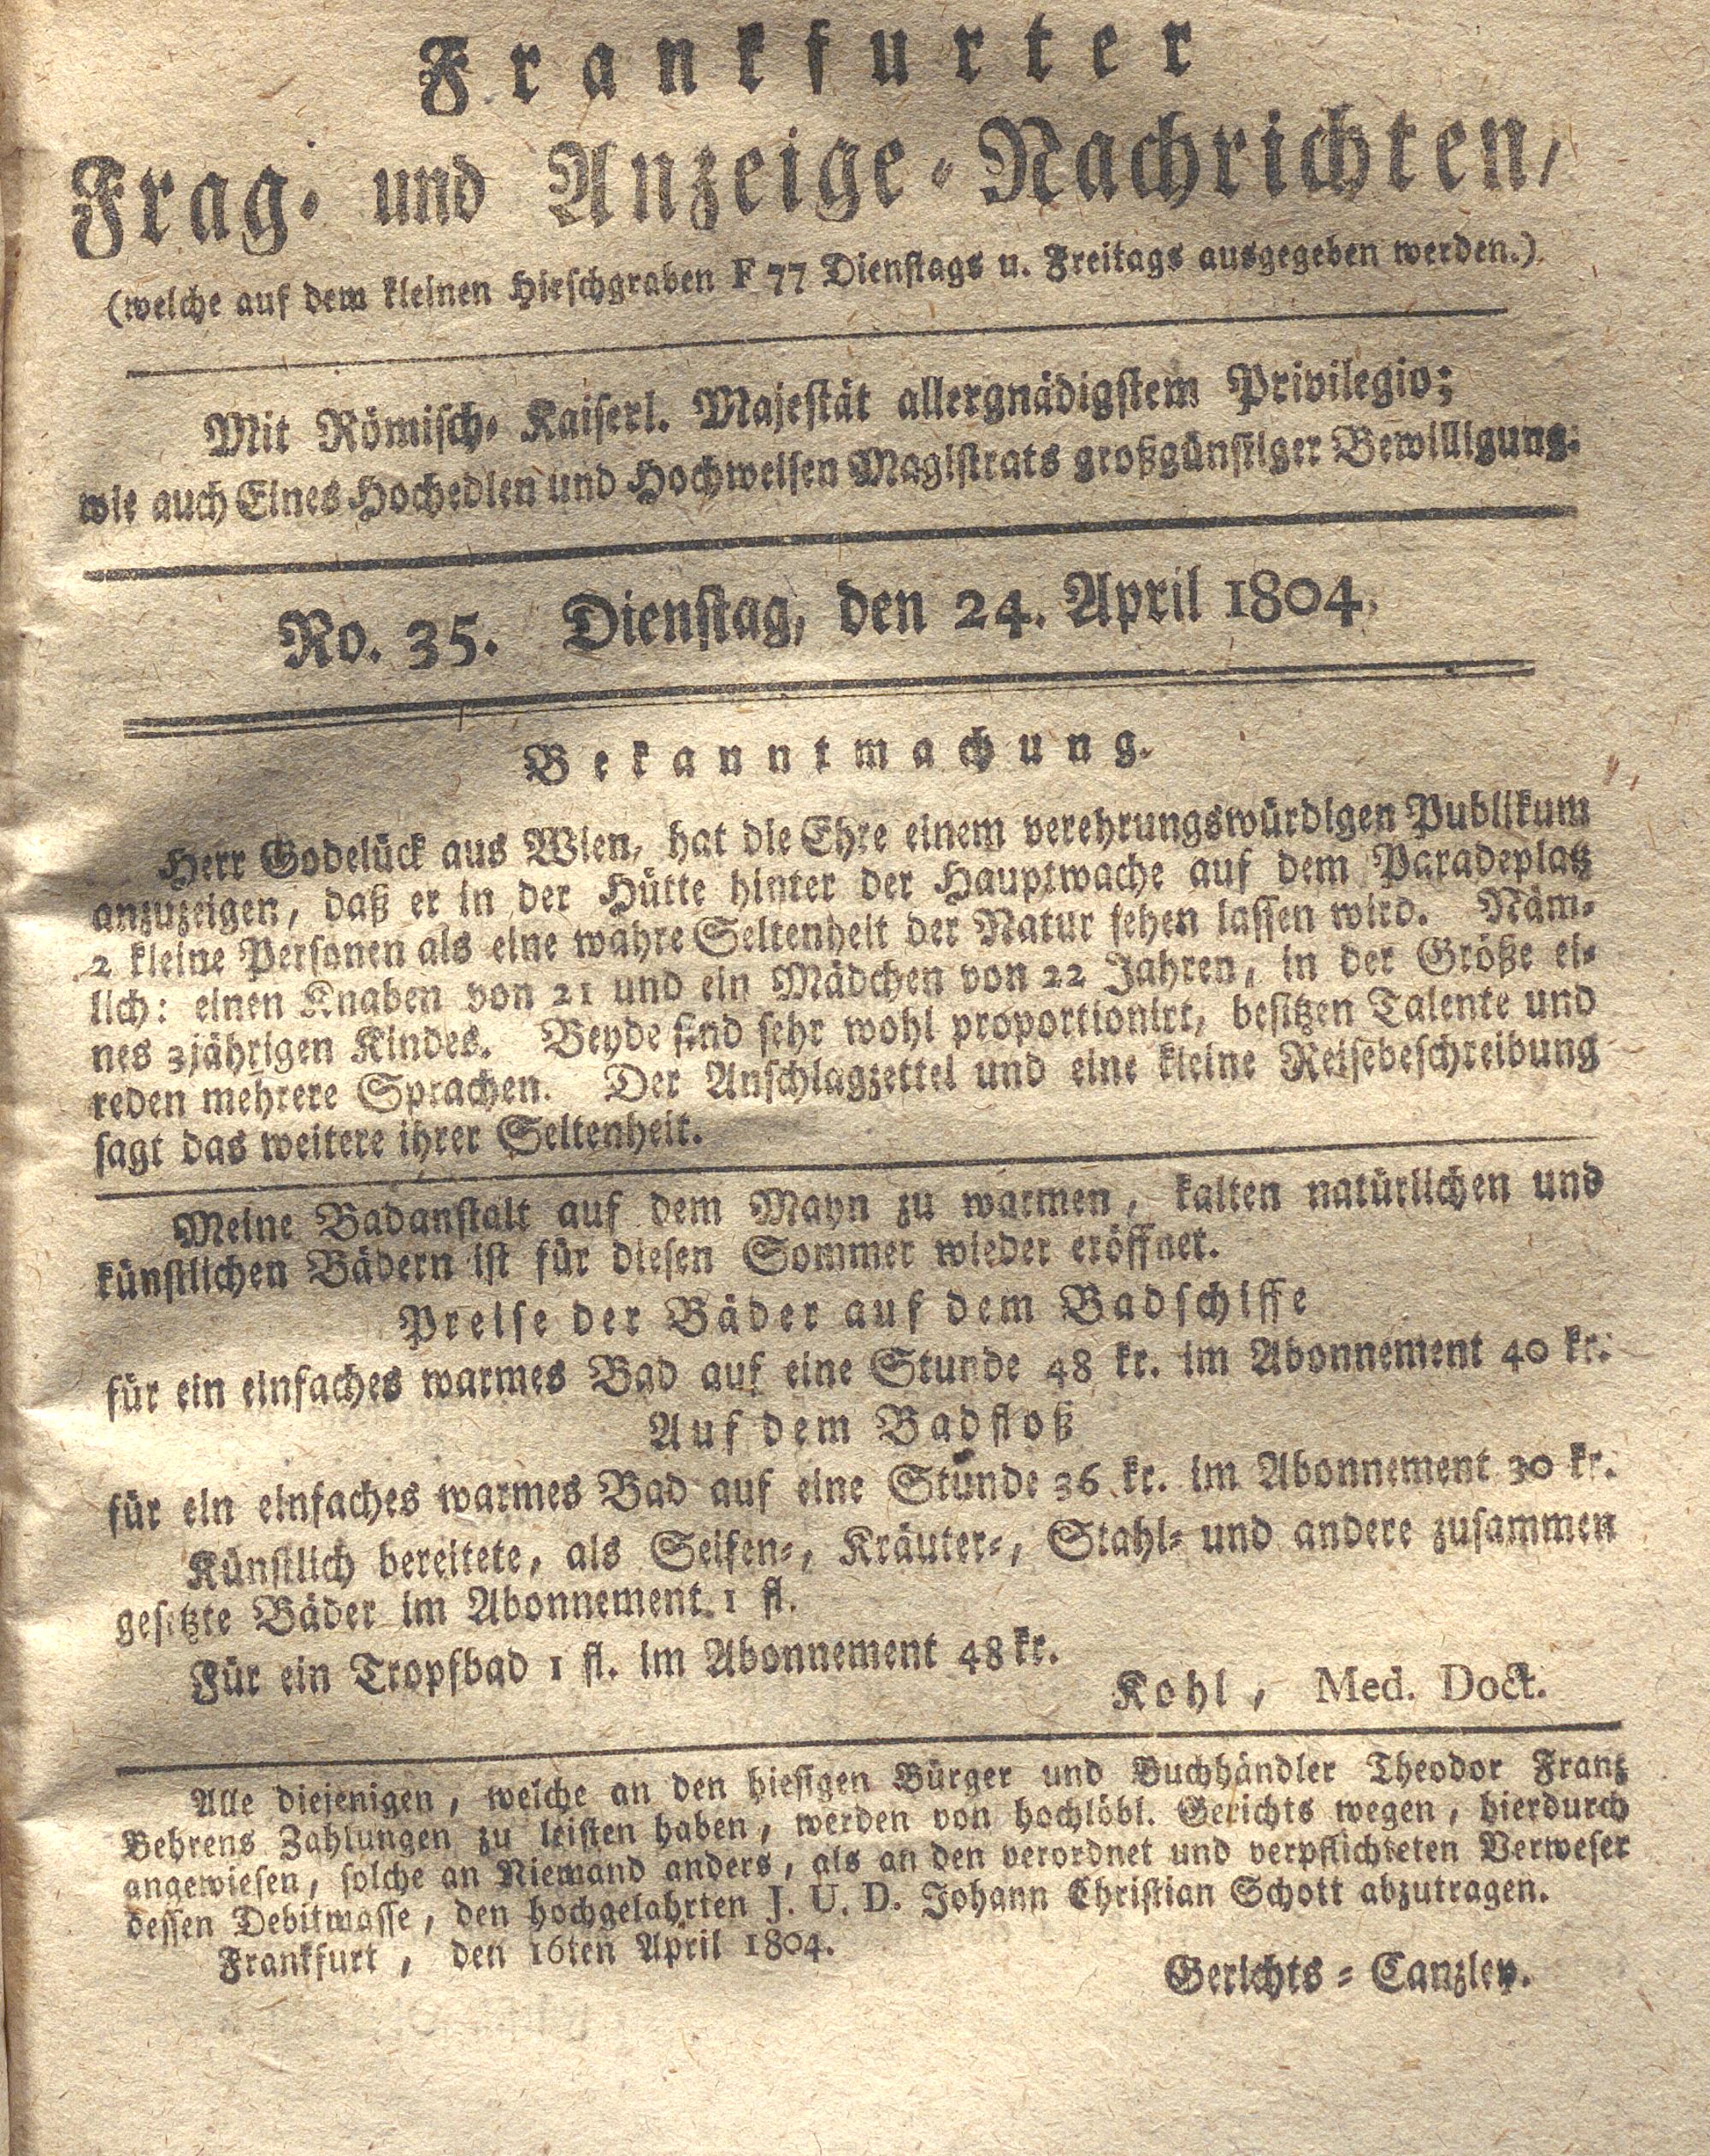 Frankfurter
Frag- und Anzeige-Nachrichten,
(welche auf dem kleinen Hirschgraben F 77 Dienstags u. Freitags ausgegeben werden.)
Mit Römisch- Kaiserl. Majestät allergnädigstem Privilegio;
wie auch Eines Hochedlen und Hochweisen Magistrats großgünstiger Bewilligung.
No. 35. Dienstag, den 24. April 1804.
Bekanntmachung.
Herr Godelück aus Wien, hat die Ehre einem verehrungswürdigen Publikum
anzuzeigen, daß er in der Hütte hinter der Hauptwache auf dem Paradeplatz
2 kleine Personen als eine wahre Seltenheit der Natur sehen lassen wird. Näm-
lich: einen Knaben von 21 und ein Mädchen von 22 Jahren, in der Größe ei-
nes 3jährigen Kindes. Beyde sind sehr wohl proportionirt, besitzen Talente und
reden mehrere Sprachen. Der Anschlagzettel und eine kleine Reisebeschreibung
sagt das weitere ihrer Seltenheit.
Meine Badanstalt auf dem Mayn zu warmen, kalten natürlichen und
künstlichen Bädern ist für diesen Sommer wieder eröffnet.
Preise der Bäder auf dem Badschiffe
für ein einfaches warmes Bad auf eine Stunde 48 kr. im Abonnement 40 kr.
Auf dem Badfloß
für ein einfaches warmes Bad auf eine Stunde 36 kr. im Abonnement 30 kr.
Künstlich bereitete, als Seifen-, Kräuter-, Stahl- und andere zusammen
gesetzte Bäder im Abonnement 1 fl.
Für ein Tropfbad 1 fl. im Abonnement 48 kr.
Kohl, Med. Doct.
Alle diejenigen, welche an den hiesigen Bürger und Buchhändler Theodor Franz
Behrens Zahlungen zu leisten haben, werden von hochlöbl. Gerichts wegen, hierdurch
angewiesen, solche an Niemand anders, als an den verordnet und verpflichteten Verweser
dessen Debitmasse, den hochgelahrten J. U. D. Johann Christian Schott abzutragen.
Frankfurt, den 16ten April 1804.
Gerichts-Canzley.